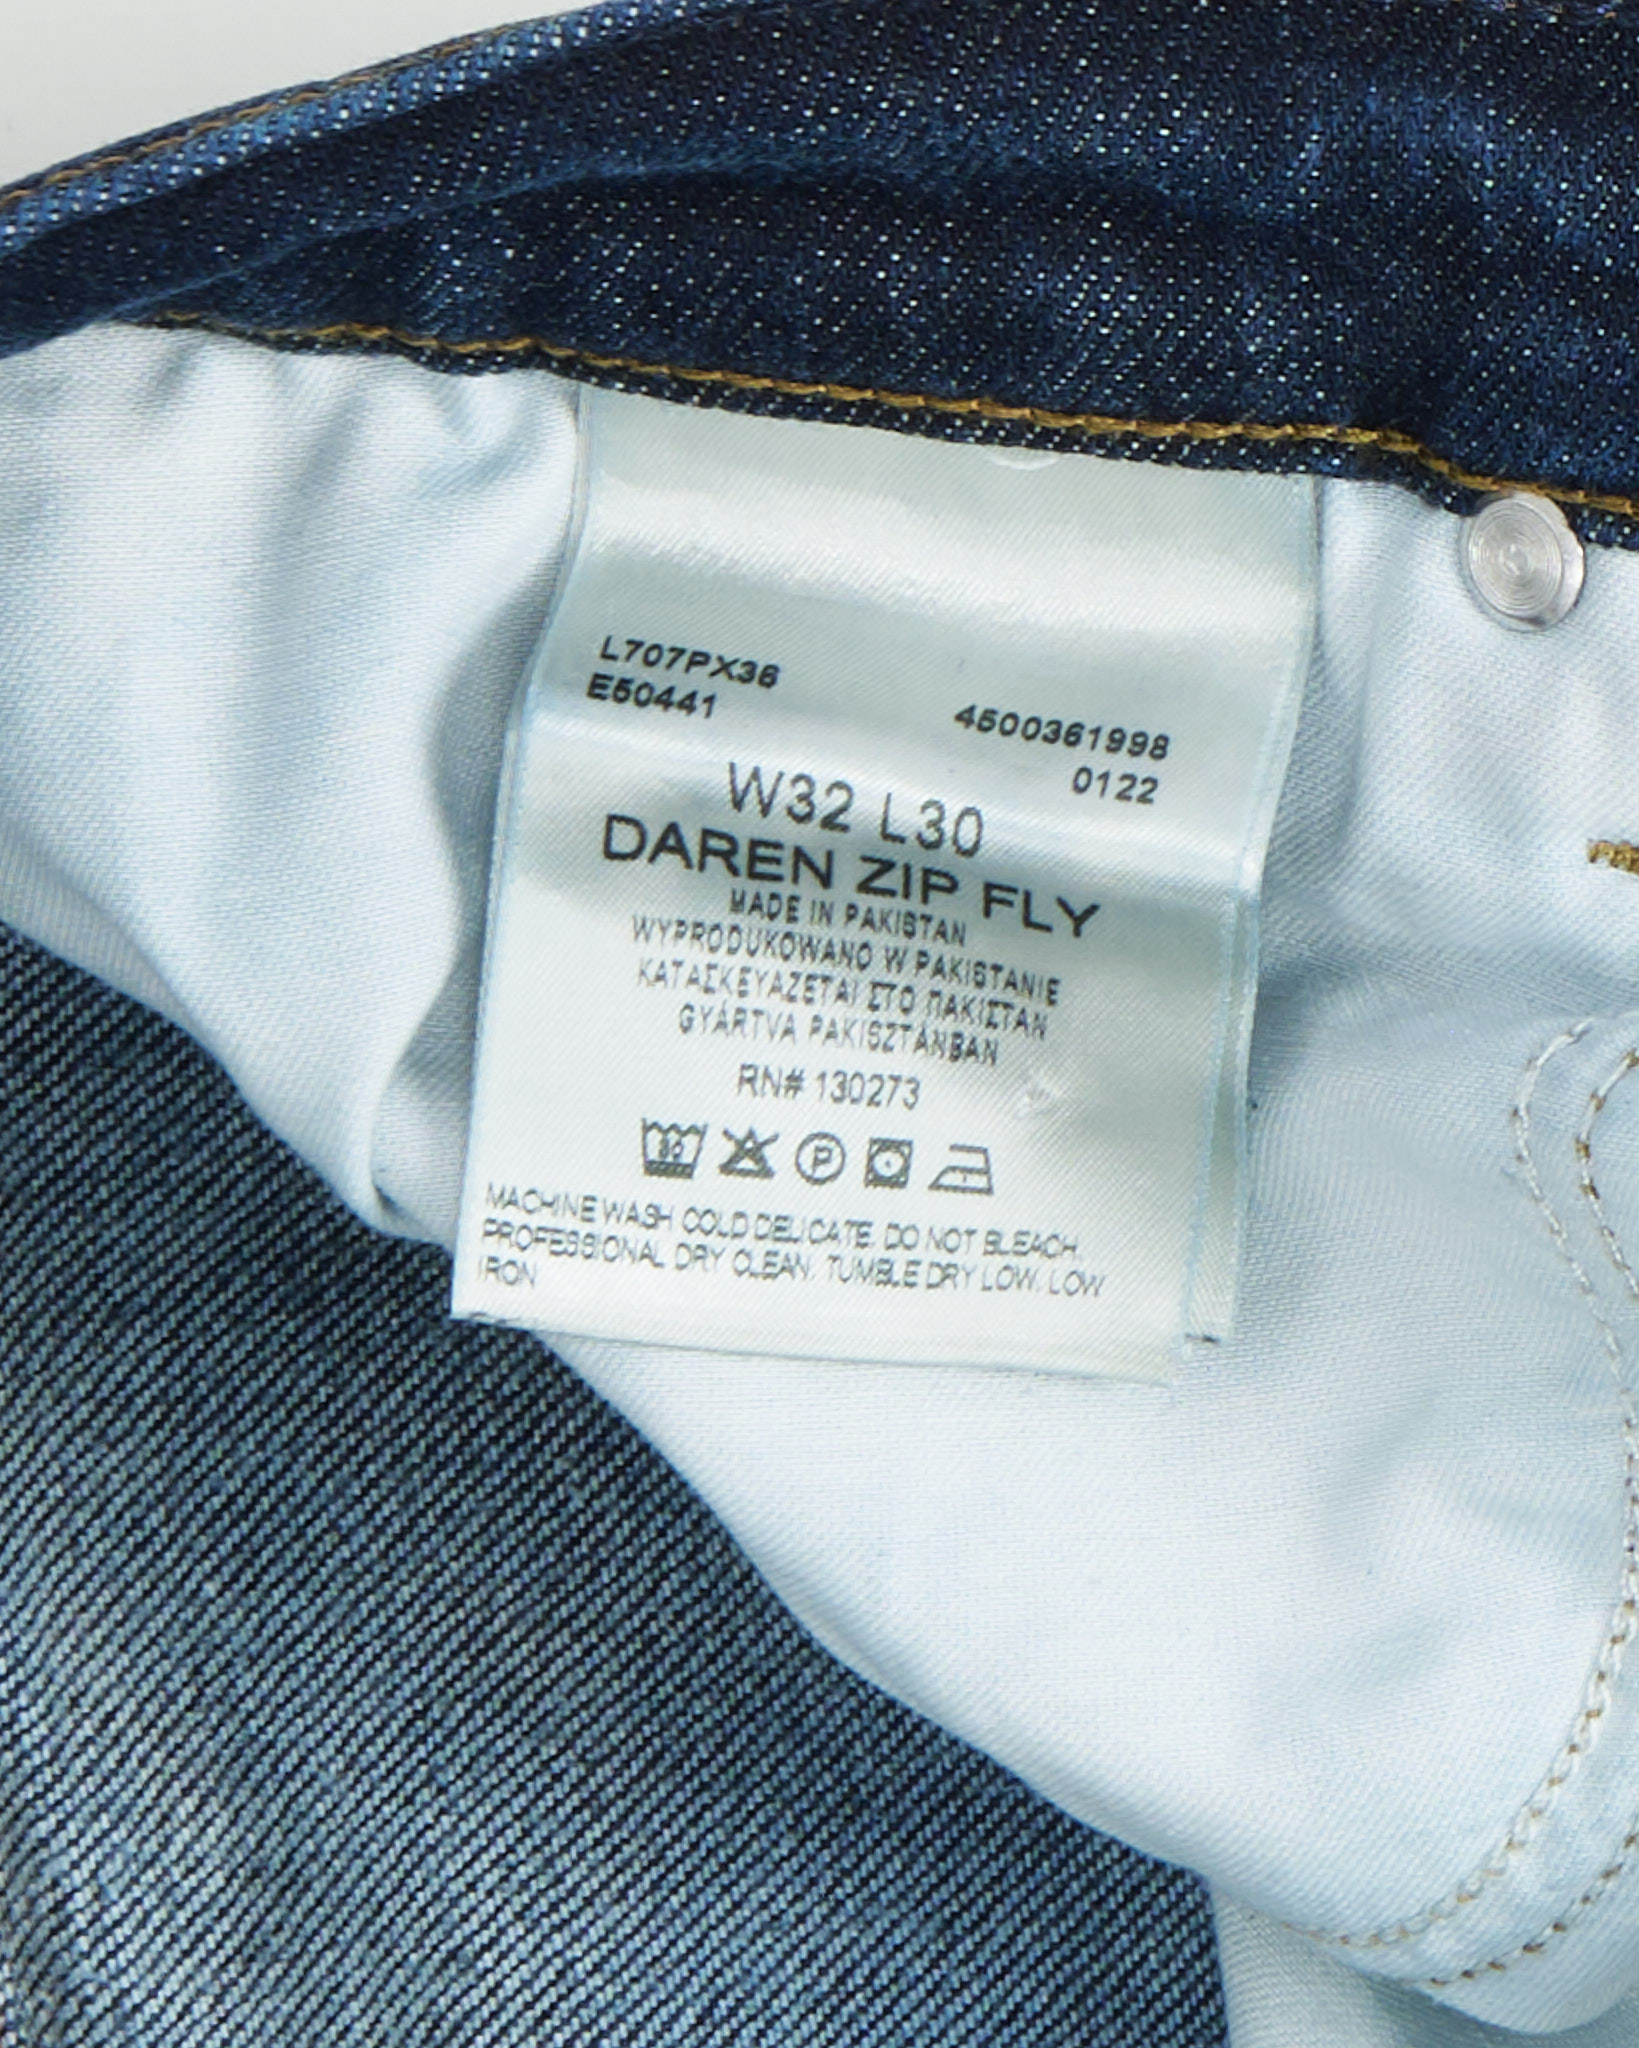 L707PX36
E50441
4500361998
0122
W32 L30
DAREN ZIP FLY
MADE IN PAKISTAN
WYPRODUKOWANO W PAKISTANIE
ΚΑΤΑΣΚΕΥΑΖΕΤΑΙ ΣΤΟ ΠΑΚΙΣΤΑΝ
GYÁRTVA PAKISZTÁNBAN
RN# 130273
30 P
MACHINE WASH COLD DELICATE. DO NOT BLEACH.
PROFESSIONAL DRY CLEAN. TUMBLE DRY LOW. LOW
IRON